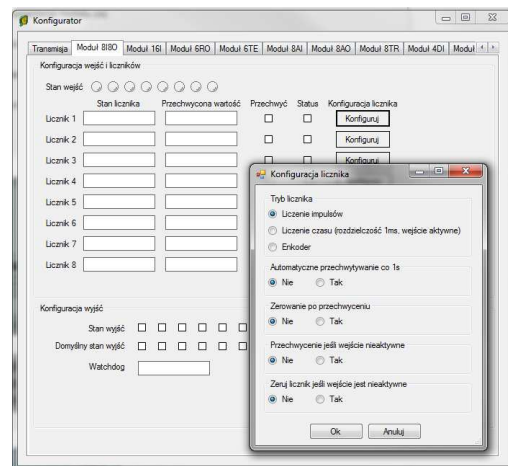 Konfigurator
Transmisja Moduł 8I8O Moduł 16I Moduł 6RO Moduł 6TE Moduł 8AI Moduł 8AO Moduł 8TR Moduł 4DI Moduł
Konfiguracja wejść i liczników
Stan wejść
Stan licznika Przechwycona wartość Przechwyć Status Konfiguracja licznika
Licznik 1 Konfiguruj
Licznik 2 Konfiguruj
Licznik 3 Konfiguruj
Licznik 4
Licznik 5
Licznik 6
Licznik 7
Licznik 8
Konfiguracja wyjść
Stan wyjść
Domyślny stan wyjść
Watchdog
Konfiguracja licznika
Tryb licznika
Liczenie impulsów
Liczenie czasu (rozdzielczość 1ms, wejście aktywne)
Enkoder
Automatyczne przechwytywanie co 1s
Nie Tak
Zerowanie po przechwyceniu
Nie Tak
Przechwycenie jeśli wejście nieaktywne
Nie Tak
Zeruj licznik jeśli wejście jest nieaktywne
Nie Tak
Ok Anuluj